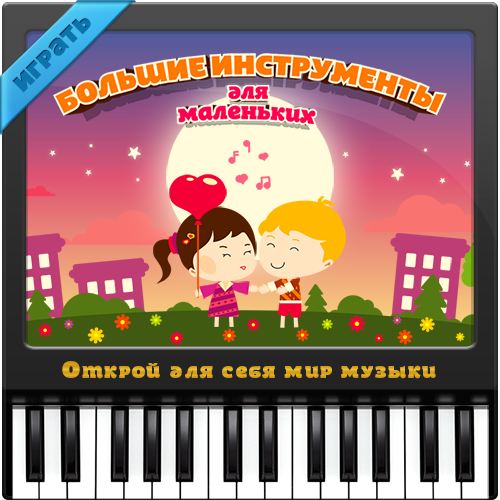 играть
БОЛЬШИЕ ИНСТРУМЕНТЫ
для
маленьких
Открой для себя мир музыки